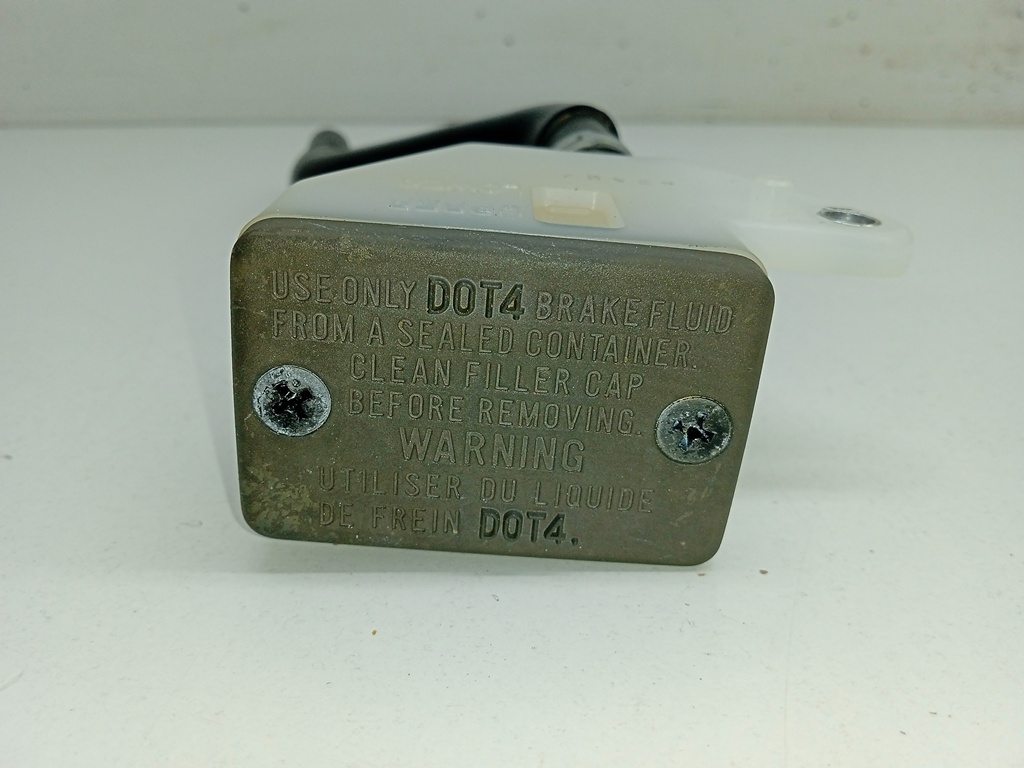 USE ONLY DOT4 BRAKE FLUID
FROM A SEALED CONTAINER.
CLEAN FILLER CAP
BEFORE REMOVING.
WARNING
UTILISER DU LIQUIDE
DE FREIN DOT4.